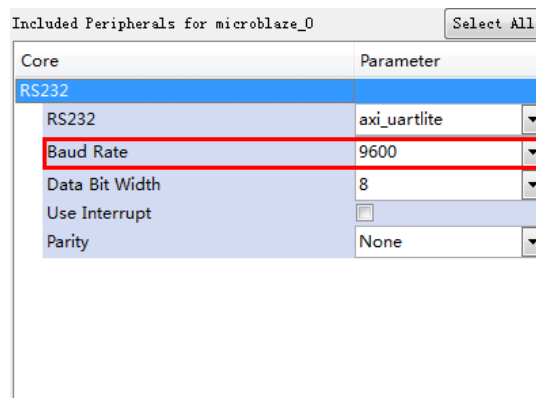 Included Peripherals for microblaze_0 Select All
Core Parameter
RS232
RS232 axi_uartlite
Baud Rate 9600
Data Bit Width 8
Use Interrupt
Parity None